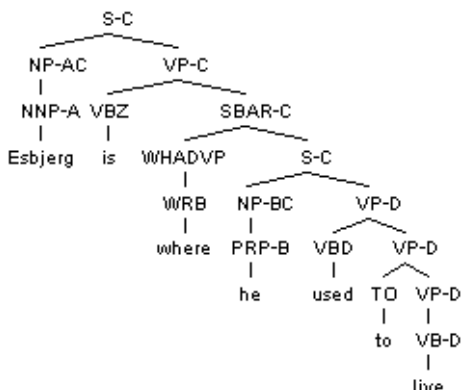 S-C
NP-AC VP-C
NNP-A VBZ SBAR-C
Esbjerg is WHADVP S-C
WRB NP-BC VP-D
where PRP-B VBD VP-D
he used TO VP-D
to VB-D
live